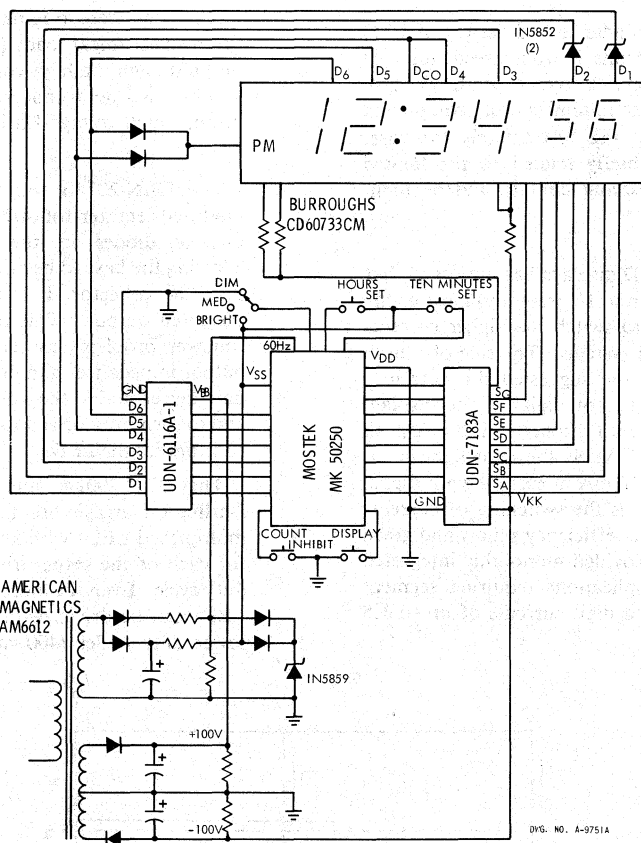 IN5852
(2)
D6 D5 DCO D4 D3 D2 D1
PM
12:34 56
BURROUGHS
CD60733CM
DIM
MED
BRIGHT
HOURS
SET
TEN MINUTES
SET
60Hz
VSS
VDD
GND
VBB
D6
D5
D4
D3
D2
D1
UDN-6116A-1
MOSTEK
MK 50250
UDN-7183A
SG
SF
SE
SD
SC
SB
SA
GND
VKK
COUNT
INHIBIT
DISPLAY
AMERICAN
MAGNETICS
AM6612
IN5859
+100V
-100V
DWG. NO. A-9751A